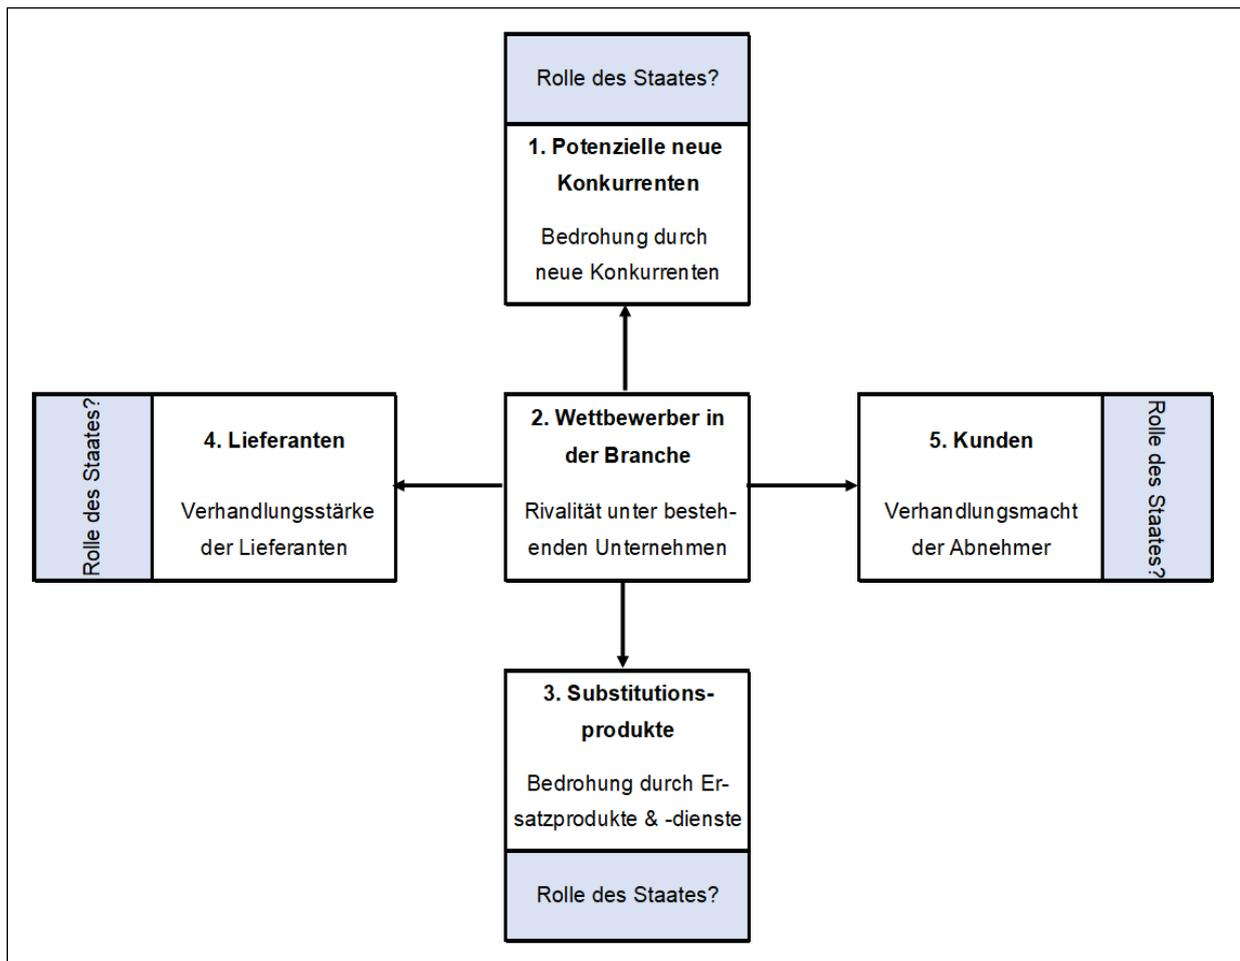 Rolle des Staates?
1. Potenzielle neue
Konkurrenten
Bedrohung durch
neue Konkurrenten
Rolle des Staates?
4. Lieferanten
Verhandlungsstärke
der Lieferanten
2. Wettbewerber in
der Branche
Rivalität unter besteh-
enden Unternehmen
5. Kunden
Verhandlungsmacht
der Abnehmer
Rolle des Staates?
3. Substitutions-
produkte
Bedrohung durch Er-
satzprodukte & -dienste
Rolle des Staates?